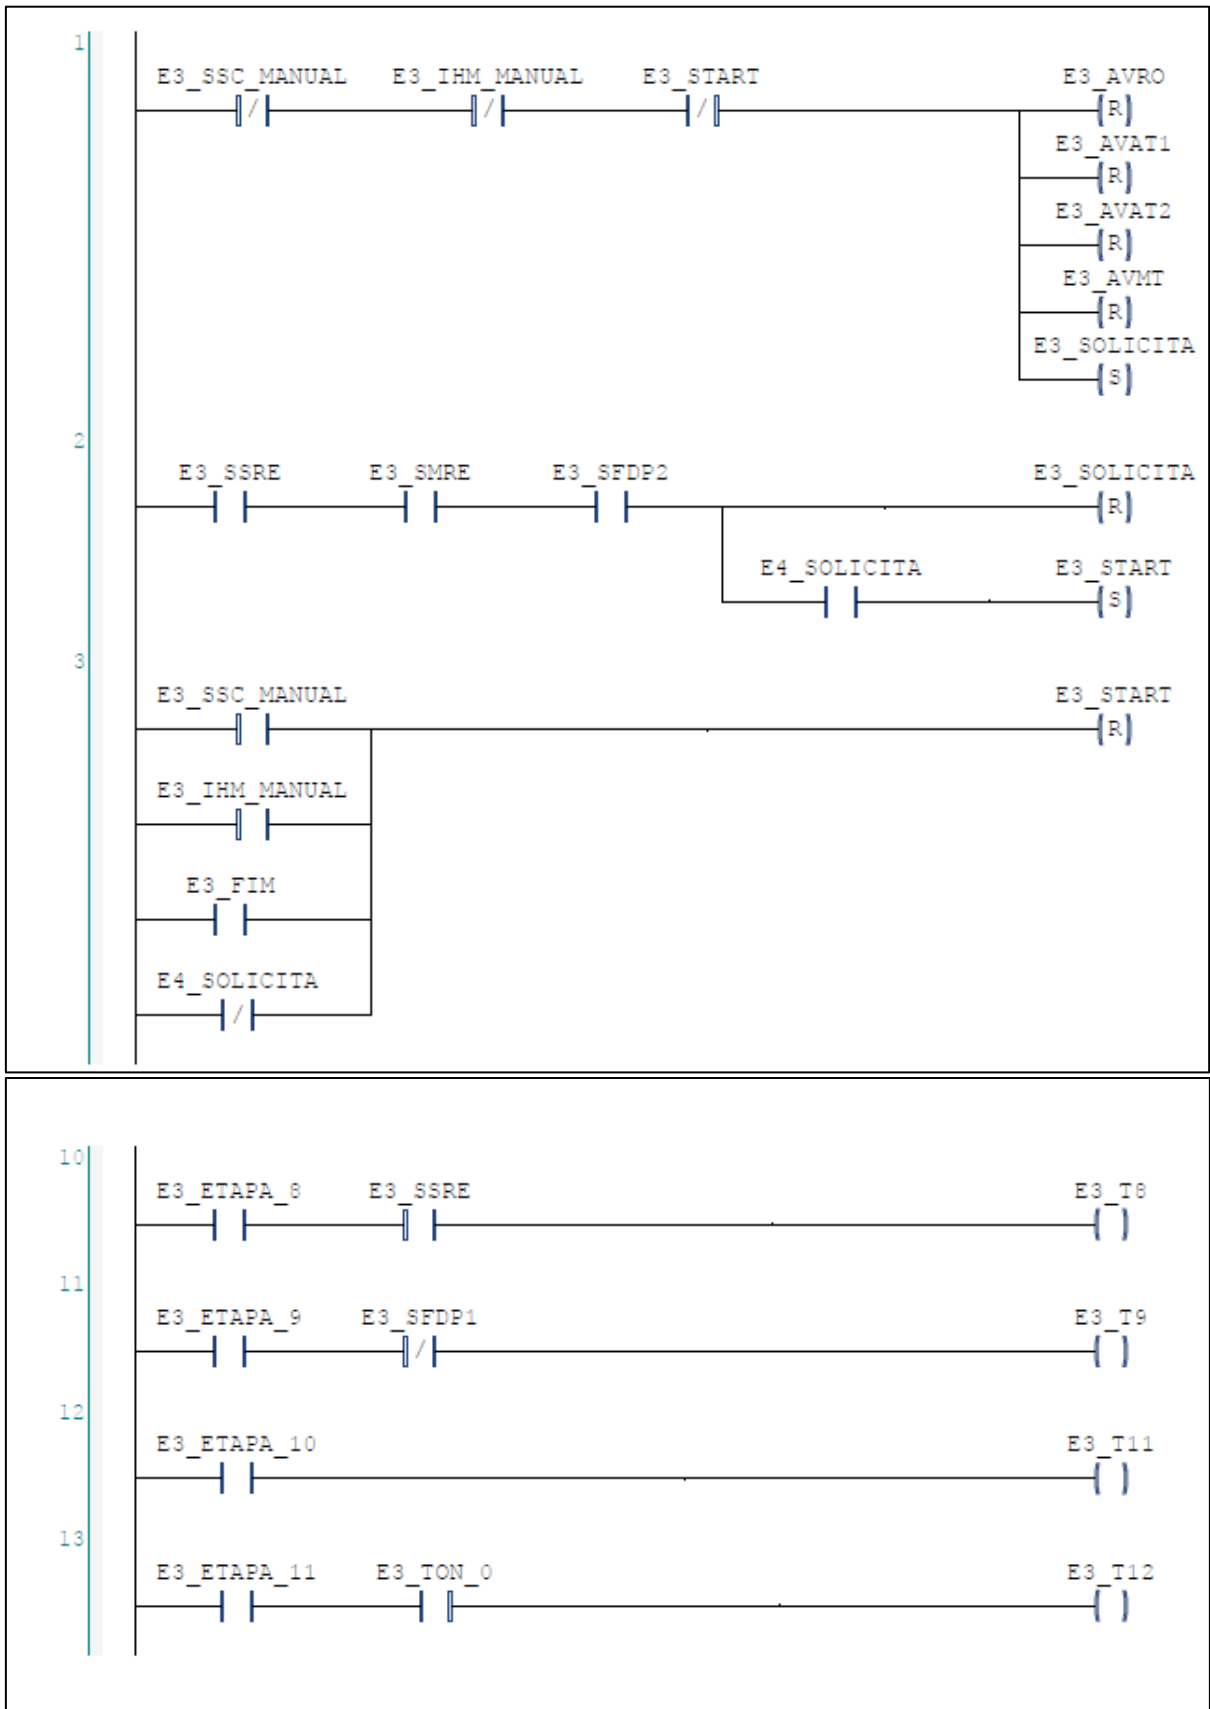 1
E3_SSC_MANUAL E3_IHM_MANUAL E3_START E3_AVRO
/ / / R
E3_AVAT1
R
E3_AVAT2
R
E3_AVMT
R
E3_SOLICITA
S
2
E3_SSRE E3_SMRE E3_SFDP2 E3_SOLICITA
R
E4_SOLICITA E3_START
S
3
E3_SSC_MANUAL E3_START
R
E3_IHM_MANUAL
E3_FIM
E4_SOLICITA
/
10
E3_ETAPA_8 E3_SSRE E3_T8
11
E3_ETAPA_9 E3_SFDP1 E3_T9
/
12
E3_ETAPA_10 E3_T11
13
E3_ETAPA_11 E3_TON_0 E3_T12